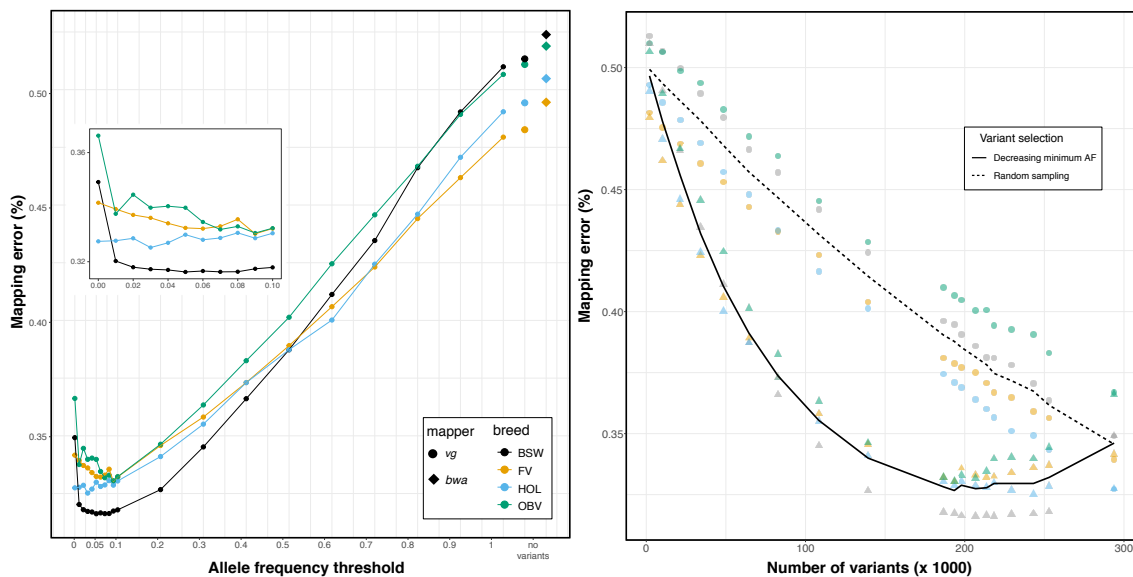 Mapping error (%)
0.50
0.45
0.40
0.35
0.36
0.32
0.00
0.02
0.04
0.06
0.08
0.10
mapper
vg
bwa
breed
BSW
FV
HOL
OBV
0
0.05
0.1
0.2
0.3
0.4
0.5
0.6
0.7
0.8
0.9
1
no
variants
Allele frequency threshold
Mapping error (%)
0.50
0.45
0.40
0.35
Variant selection
Decreasing minimum AF
Random sampling
0
100
200
300
Number of variants (x 1000)